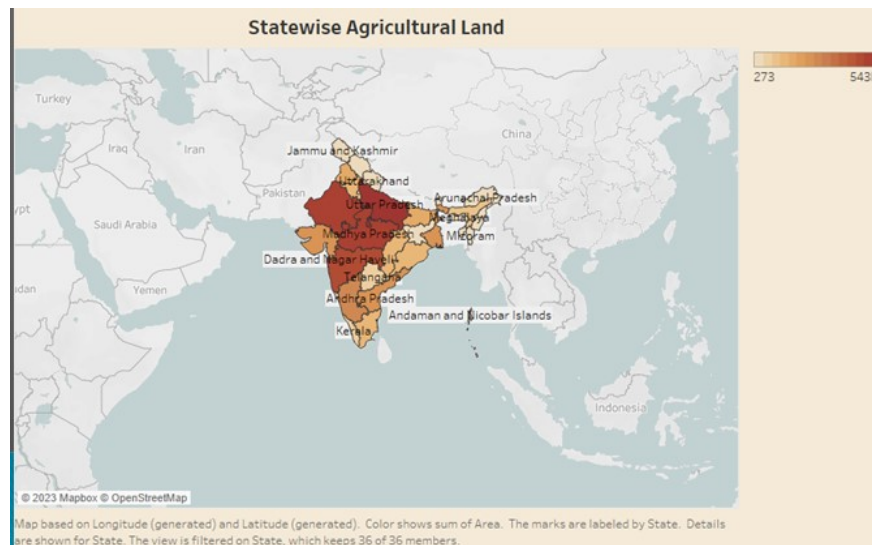 Statewise Agricultural Land
273
543
Turkey
China
Iraq
Iran
Jammu and Kashmir
Pakistan
Uttarakhand
Arunachal Pradesh
Uttar Pradesh
Meghalaya
Saudi Arabia
Madhya Pradesh
Mizoram
Dadra and Nagar Haveli
Telangana
Yemen
Andhra Pradesh
Andaman and Nicobar Islands
Kerala
Indonesia
© 2023 Mapbox © OpenStreetMap
Map based on Longitude (generated) and Latitude (generated). Color shows sum of Area. The marks are labeled by State. Details
are shown for State. The view is filtered on State, which keeps 36 of 36 members.